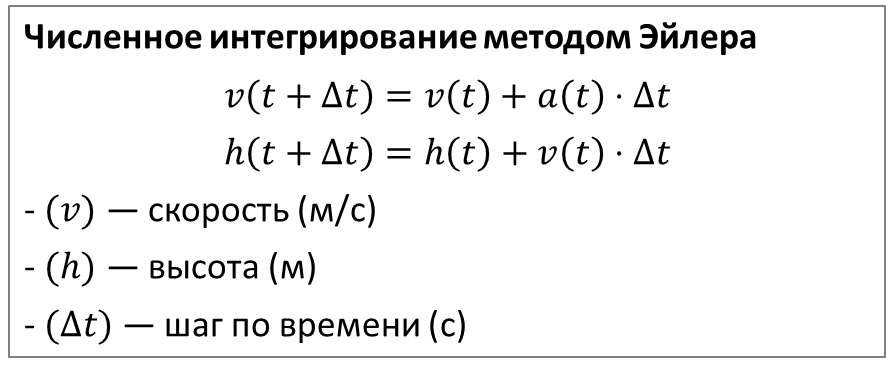 Численное интегрирование методом Эйлера
𝑣(𝑡 + Δ𝑡) = 𝑣(𝑡) + 𝑎(𝑡) · Δ𝑡
ℎ(𝑡 + Δ𝑡) = ℎ(𝑡) + 𝑣(𝑡) · Δ𝑡
- (𝑣) — скорость (м/с)
- (ℎ) — высота (м)
- (Δ𝑡) — шаг по времени (с)